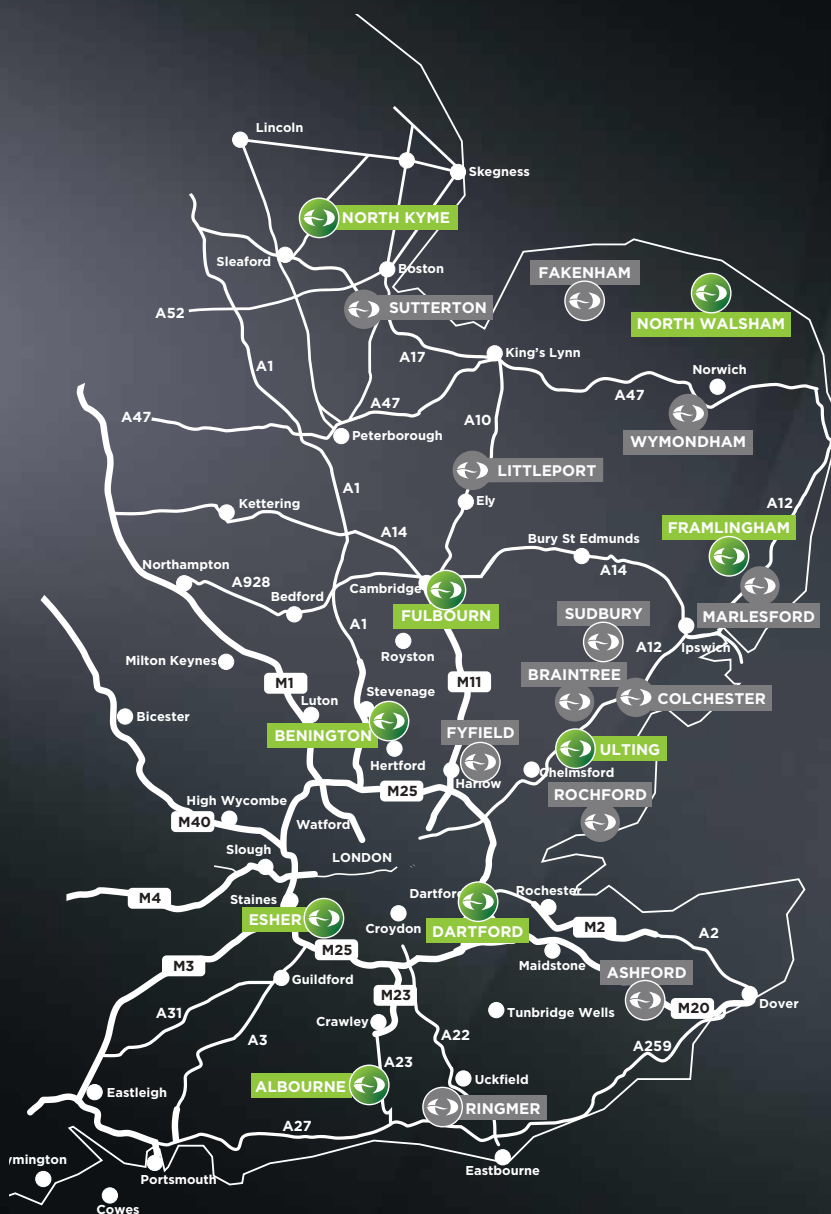 Lincoln
Skegness
NORTH KYME
Sleaford
Boston
FAKENHAM
SUTTERTON
A52
NORTH WALSHAM
A17
King's Lynn
A1
Norwich
A47
A47
A47
A10
Peterborough
WYMONDHAM
LITTLEPORT
A1
Ely
Kettering
A12
FRAMLINGHAM
A14
Bury St Edmunds
Northampton
A14
A928
Cambridge
Bedford
MARLESFORD
FULBOURN
SUDBURY
A1
Royston
A12
Ipswich
Milton Keynes
BRAINTREE
M1
M11
Stevenage
COLCHESTER
Luton
Bicester
BENINGTON
FYFIELD
ULTING
Hertford
Chelmsford
Harlow
M25
ROCHFORD
High Wycombe
M40
Watford
Slough
LONDON
M4
Staines
Dartford
Rochester
ESHER
Croydon
DARTFORD
M2
A2
M25
M3
Maidstone
ASHFORD
Guildford
M23
Dover
M20
A31
Tunbridge Wells
Crawley
A3
A22
A259
A23
Uckfield
ALBOURNE
Eastleigh
RINGMER
A27
ymington
Eastbourne
Portsmouth
Cowes